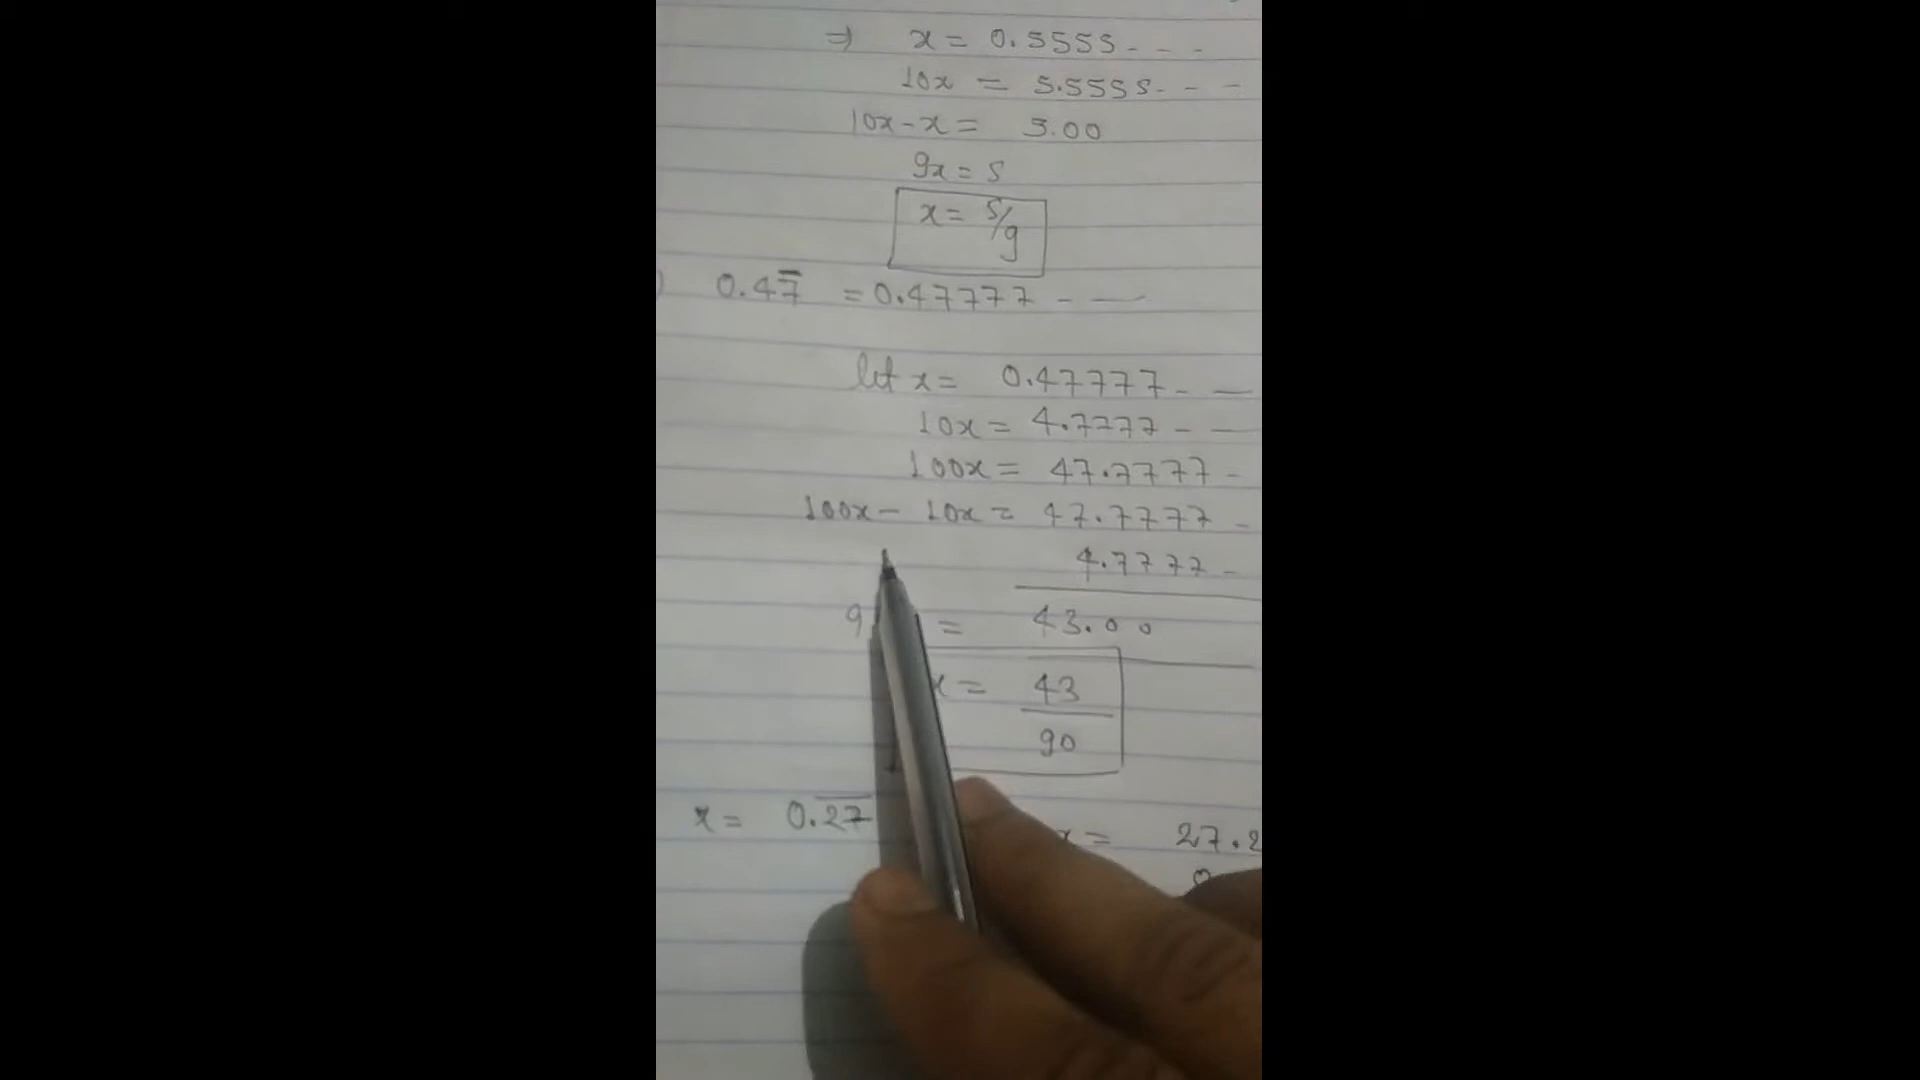 ⇒ x = 0.5555---
10x = 5.5555---
10x-x = 5.00
9x = 5
x = 5/9
) 0.47̅ = 0.47777 - —
let x = 0.47777 - —
10x = 4.7777 - —
100x = 47.7777 -
100x - 10x = 47.7777 -
4.7777 -
9 = 43.00
x = 43/90
x = 0.2̅7̅ x = 27.2
0